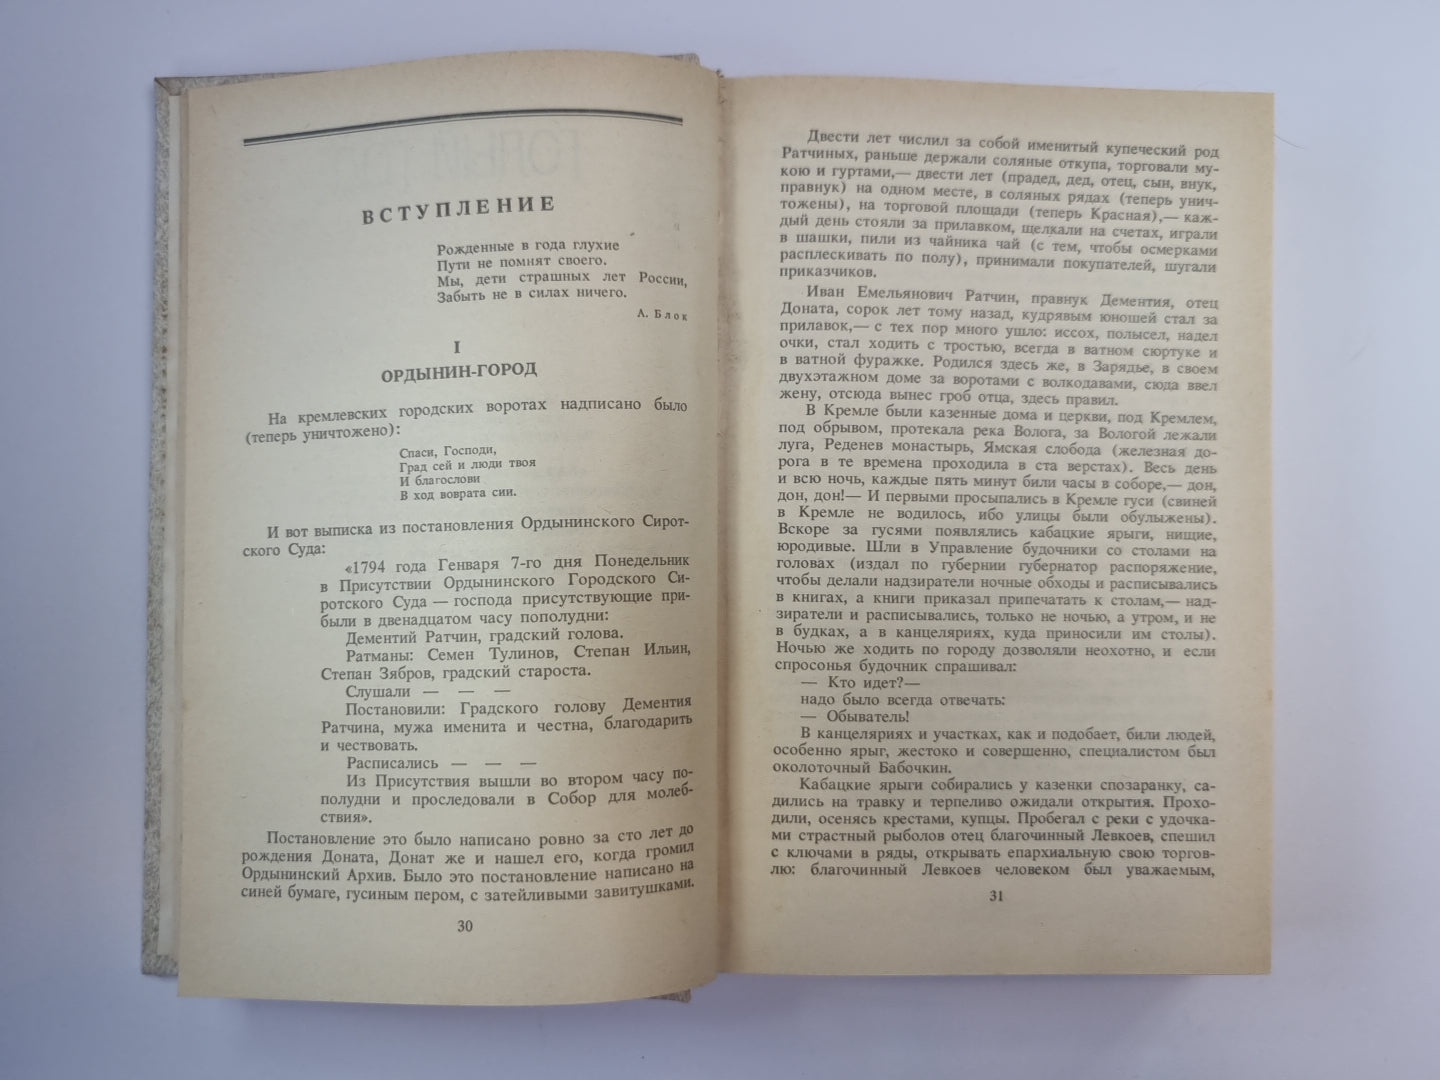 ВСТУПЛЕНИЕ
Рожденные в года глухие
Пути не помнят своего.
Мы, дети страшных лет России,
Забыть не в силах ничего.
А. Блок
I
ОРДЫНИН-ГОРОД
На кремлевских городских воротах надписано было
(теперь уничтожено):
Спаси, Господи,
Град сей и люди твоя
И благослови
В ход воврата сии.
И вот выписка из постановления Ордынинского Сирот-
ского Суда:
«1794 года Генваря 7-го дня Понедельник
в Присутствии Ордынинского Городского Си-
ротского Суда — господа присутствующие при-
были в двенадцатом часу пополудни:
Дементий Ратчин, градский голова.
Ратманы: Семен Тулинов, Степан Ильин,
Степан Зябров, градский староста.
Слушали — — —
Постановили: Градского голову Дементия
Ратчина, мужа именита и честна, благодарить
и чествовать.
Расписались — — —
Из Присутствия вышли во втором часу по-
полудни и проследовали в Собор для молеб-
ствия».
Постановление это было написано ровно за сто лет до
рождения Доната, Донат же и нашел его, когда громил
Ордынинский Архив. Было это постановление написано на
синей бумаге, гусиным пером, с затейливыми завитушками.
30
Двести лет числил за собой именитый купеческий род
Ратчиных, раньше держали соляные откупа, торговали му-
кою и гуртами,— двести лет (прадед, дед, отец, сын, внук,
правнук) на одном месте, в соляных рядах (теперь унич-
тожены), на торговой площади (теперь Красная),— каж-
дый день стояли за прилавком, щелкали на счетах, играли
в шашки, пили из чайника чай (с тем, чтобы осмерками
расплескивать по полу), принимали покупателей, шугали
приказчиков.
Иван Емельянович Ратчин, правнук Дементия, отец
Доната, сорок лет тому назад, кудрявым юношей стал за
прилавок,— с тех пор много ушло: иссох, полысел, надел
очки, стал ходить с тростью, всегда в ватном сюртуке и
в ватной фуражке. Родился здесь же, в Зарядье, в своем
двухэтажном доме за воротами с волкодавами, сюда ввел
жену, отсюда вынес гроб отца, здесь правил.
В Кремле были казенные дома и церкви, под Кремлем,
под обрывом, протекала река Волога, за Вологой лежали
луга, Реденев монастырь, Ямская слобода (железная до-
рога в те времена проходила в ста верстах). Весь день
и всю ночь, каждые пять минут били часы в соборе,— дон,
дон, дон!— И первыми просыпались в Кремле гуси (свиней
в Кремле не водилось, ибо улицы были обулыжены).
Вскоре за гусями появлялись кабацкие ярыги, нищие,
юродивые. Шли в Управление будочники со столами на
головах (издал по губернии губернатор распоряжение,
чтобы делали надзиратели ночные обходы и расписывались
в книгах, а книги приказал припечатать к столам,— над-
зиратели и расписывались, только не ночью, а утром, и не
в будках, а в канцеляриях, куда приносили им столы).
Ночью же ходить по городу дозволяли неохотно, и если
спросонья будочник спрашивал:
— Кто идет?—
надо было всегда отвечать:
— Обыватель!
В канцеляриях и участках, как и подобает, били людей,
особенно ярыг, жестоко и совершенно, специалистом был
околоточный Бабочкин.
Кабацкие ярыги собирались у казенки спозаранку, са-
дились на травку и терпеливо ожидали открытия. Прохо-
дили, осенясь крестами, купцы. Пробегал с реки с удочка-
ми страстный рыболов отец благочинный Левкоев, спешил
с ключами в ряды, открывать епархиальную свою торгов-
лю: благочинный Левкоев человеком был уважаемым,
31